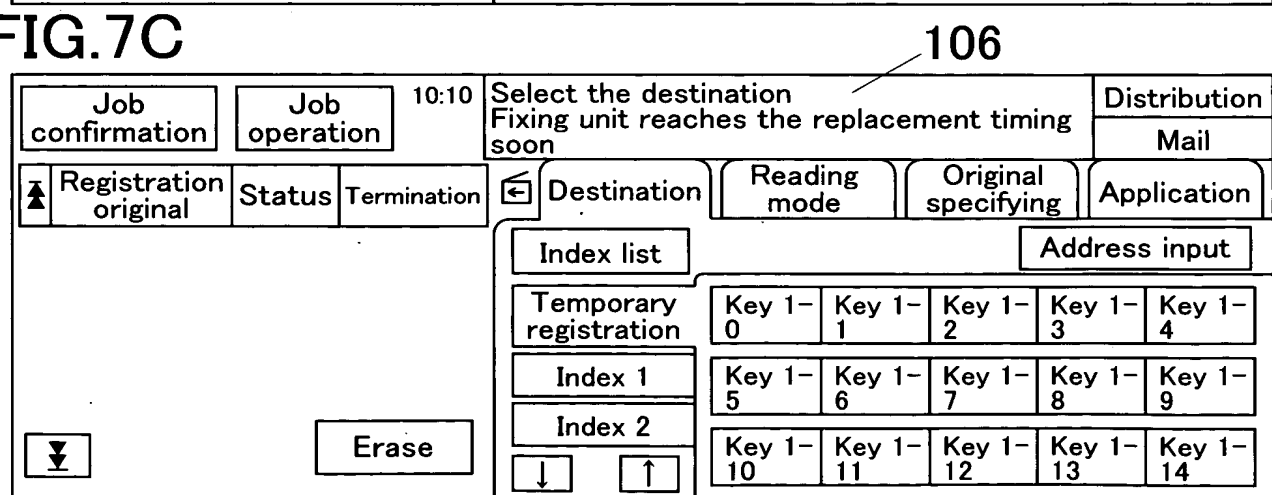 FIG.7C
106
Job
confirmation
Job
operation
10:10
Select the destination
Fixing unit reaches the replacement timing
soon
Distribution
Mail
Registration
original
Status
Termination
Destination
Reading
mode
Original
specifying
Application
Index list
Address input
Temporary
registration
Key 1-
0
Key 1-
1
Key 1-
2
Key 1-
3
Key 1-
4
Index 1
Key 1-
5
Key 1-
6
Key 1-
7
Key 1-
8
Key 1-
9
Index 2
Key 1-
10
Key 1-
11
Key 1-
12
Key 1-
13
Key 1-
14
Erase
↓
↑